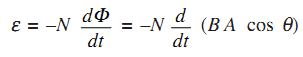 ε = –N dΦ/dt = –N d/dt (B A cos θ)